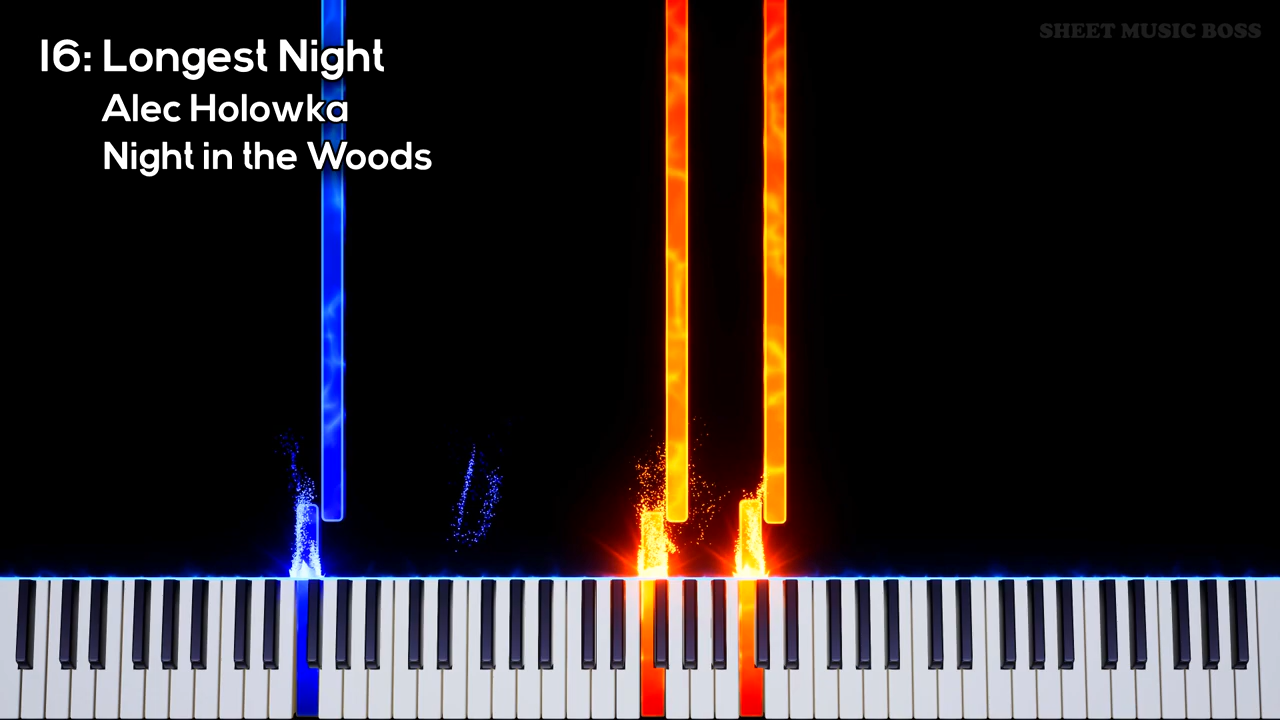 16: Longest Night
Alec Holowka
Night in the Woods
SHEET MUSIC BOSS